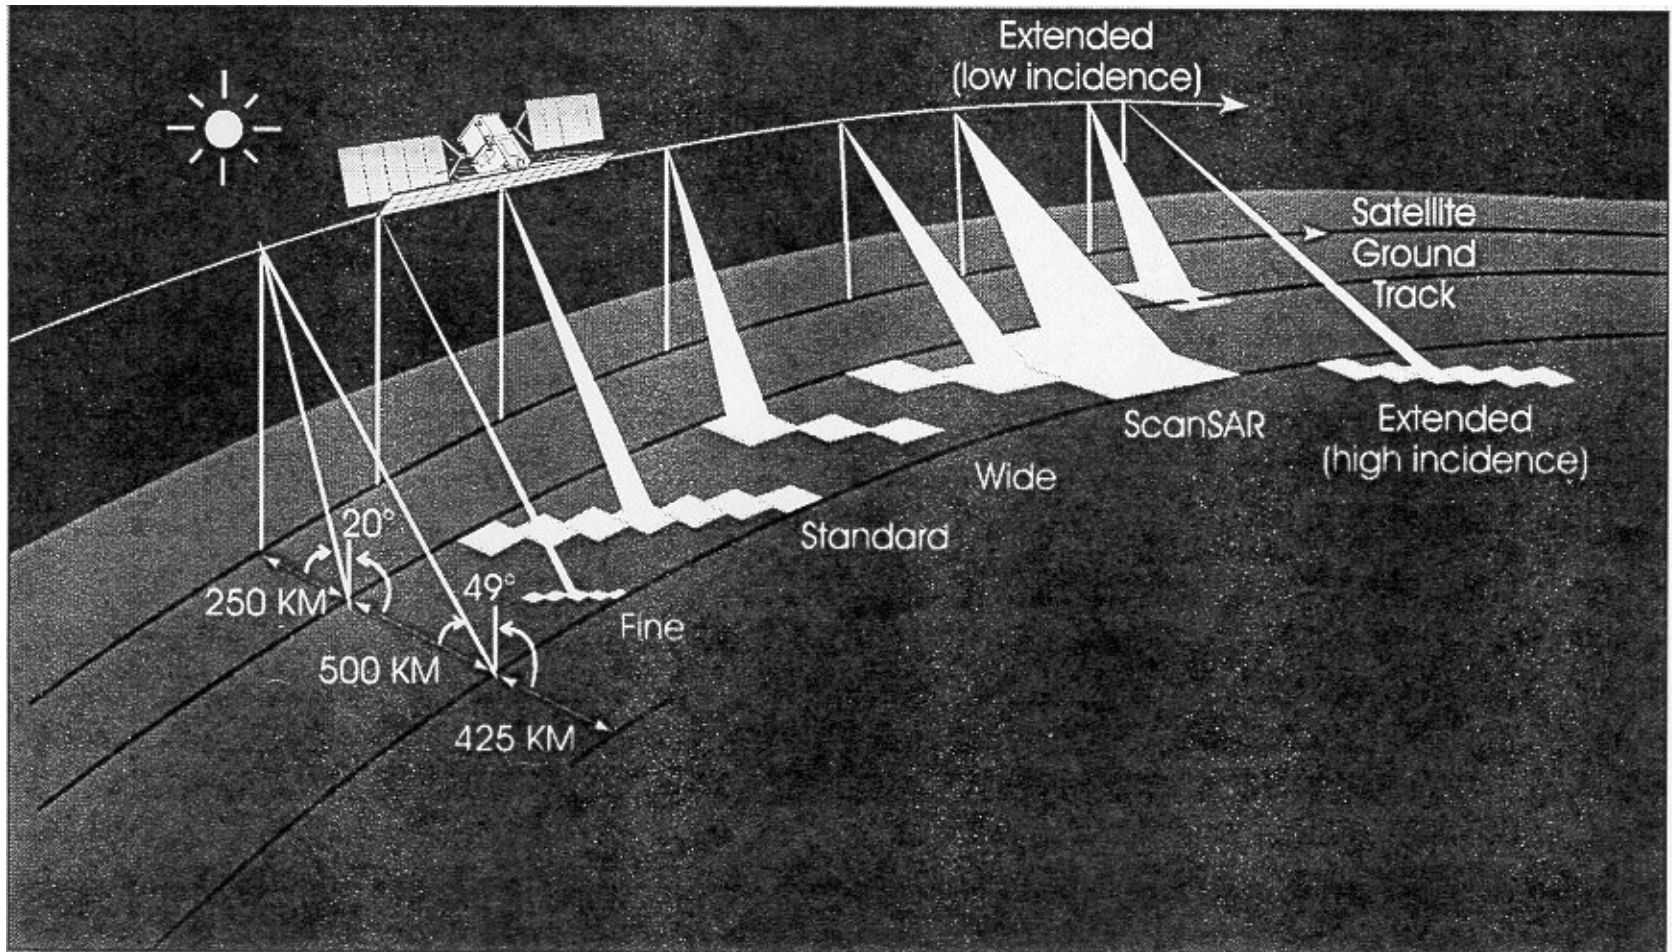 Extended
(low incidence)
Satellite
Ground
Track
ScanSAR
Extended
(high incidence)
Wide
Standard
20°
250 KM
49°
Fine
500 KM
425 KM